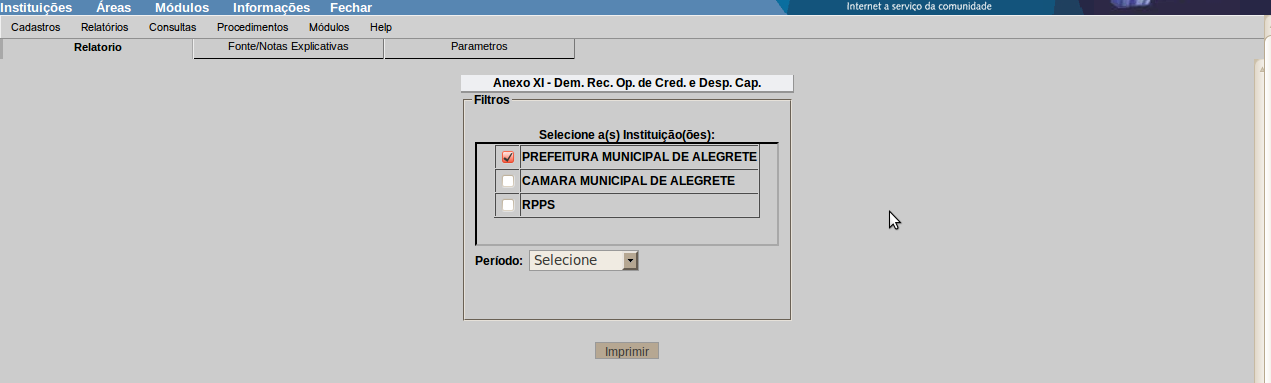 Instituições Áreas Módulos Informações Fechar
Internet a serviço da comunidade
Cadastros Relatórios Consultas Procedimentos Módulos Help
Relatorio Fonte/Notas Explicativas Parametros
Anexo XI - Dem. Rec. Op. de Cred. e Desp. Cap.
Filtros
Selecione a(s) Instituição(ões):
PREFEITURA MUNICIPAL DE ALEGRETE
CAMARA MUNICIPAL DE ALEGRETE
RPPS
Período: Selecione
Imprimir